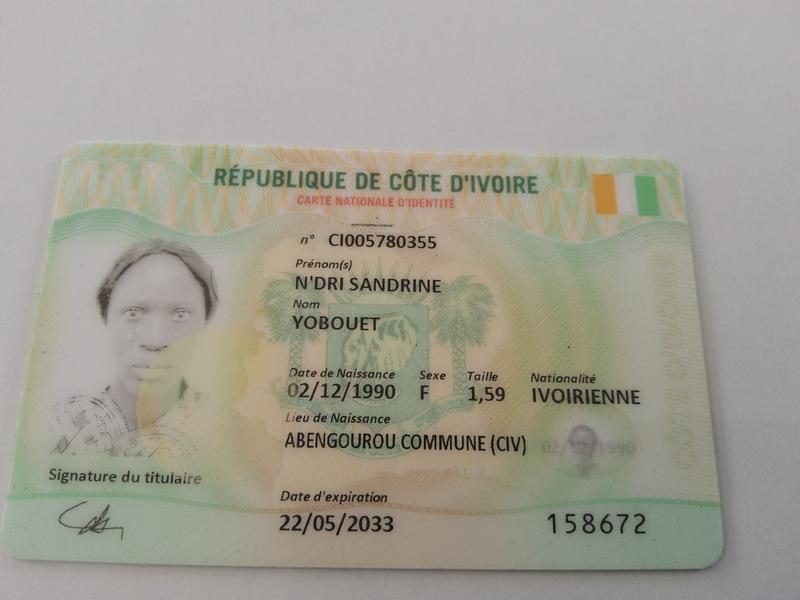 RÉPUBLIQUE DE CÔTE D'IVOIRE
CARTE NATIONALE D'IDENTITÉ
n° CI005780355
Prénom(s)
N'DRI SANDRINE
Nom
YOBOUET
Date de Naissance Sexe Taille Nationalité
02/12/1990 F 1,59 IVOIRIENNE
Lieu de Naissance
ABENGOUROU COMMUNE (CIV)
02/12/1990
Signature du titulaire
Date d'expiration
22/05/2033
158672